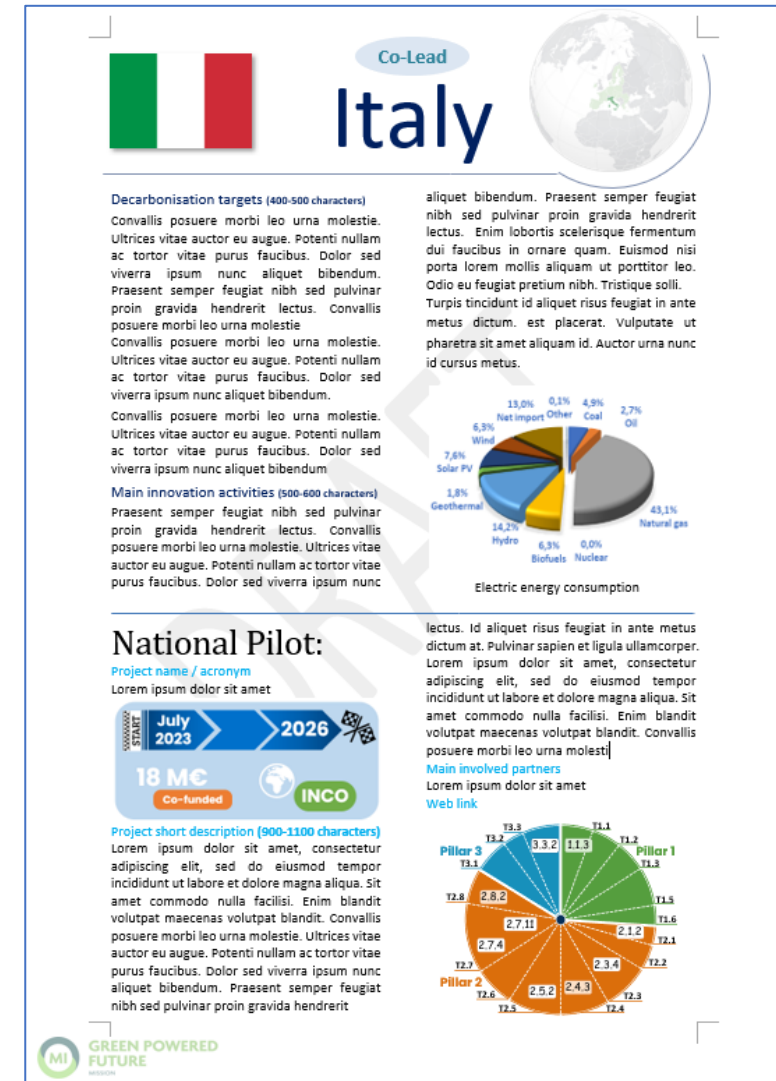 Co-Lead
Italy
Decarbonisation targets (400-500 characters)
Convallis posuere morbi leo urna molestie.
Ultrices vitae auctor eu augue. Potenti nullam
ac tortor vitae purus faucibus. Dolor sed
viverra ipsum nunc aliquet bibendum.
Praesent semper feugiat nibh sed pulvinar
proin gravida hendrerit lectus. Convallis
posuere morbi leo urna molestie
Convallis posuere morbi leo urna molestie.
Ultrices vitae auctor eu augue. Potenti nullam
ac tortor vitae purus faucibus. Dolor sed
viverra ipsum nunc aliquet bibendum.
Convallis posuere morbi leo urna molestie.
Ultrices vitae auctor eu augue. Potenti nullam
ac tortor vitae purus faucibus. Dolor sed
viverra ipsum nunc aliquet bibendum
Main innovation activities (500-600 characters)
Praesent semper feugiat nibh sed pulvinar
proin gravida hendrerit lectus. Convallis
posuere morbi leo urna molestie. Ultrices vitae
auctor eu augue. Potenti nullam ac tortor vitae
purus faucibus. Dolor sed viverra ipsum nunc
aliquet bibendum. Praesent semper feugiat
nibh sed pulvinar proin gravida hendrerit
lectus. Enim lobortis scelerisque fermentum
dui faucibus in ornare quam. Euismod nisi
porta lorem mollis aliquam ut porttitor leo.
Odio eu feugiat pretium nibh. Tristique solli.
Turpis tincidunt id aliquet risus feugiat in ante
metus dictum. est placerat. Vulputate ut
pharetra sit amet aliquam id. Auctor urna nunc
id cursus metus.
13,0%
Net import
0,1%
Other
4,9%
Coal
2,7%
Oil
6,3%
Wind
7,6%
Solar PV
1,8%
Geothermal
14,2%
Hydro
6,3%
Biofuels
0,0%
Nuclear
43,1%
Natural gas
Electric energy consumption
DRAFT
National Pilot:
Project name / acronym
Lorem ipsum dolor sit amet
START
July
2023
2026
18 M€
Co-funded
INCO
Project short description (900-1100 characters)
Lorem ipsum dolor sit amet, consectetur
adipiscing elit, sed do eiusmod tempor
incididunt ut labore et dolore magna aliqua. Sit
amet commodo nulla facilisi. Enim blandit
volutpat maecenas volutpat blandit. Convallis
posuere morbi leo urna molestie. Ultrices vitae
auctor eu augue. Potenti nullam ac tortor vitae
purus faucibus. Dolor sed viverra ipsum nunc
aliquet bibendum. Praesent semper feugiat
nibh sed pulvinar proin gravida hendrerit
lectus. Id aliquet risus feugiat in ante metus
dictum at. Pulvinar sapien et ligula ullamcorper.
Lorem ipsum dolor sit amet, consectetur
adipiscing elit, sed do eiusmod tempor
incididunt ut labore et dolore magna aliqua. Sit
amet commodo nulla facilisi. Enim blandit
volutpat maecenas volutpat blandit. Convallis
posuere morbi leo urna molesti
Main involved partners
Lorem ipsum dolor sit amet
Web link
T3.3
T3.2
Pillar 3
T3.1
3.3.2
1.1.3
T1.1
T1.2
Pillar 1
T1.3
T1.5
T1.6
T2.8
2.8.2
2.1.2
T2.1
2.7.11
2.7.4
T2.7
T2.2
2.3.4
Pillar 2
T2.6
2.5.2
2.4.3
T2.3
T2.5
T2.4
MI
GREEN POWERED
FUTURE
MISSION